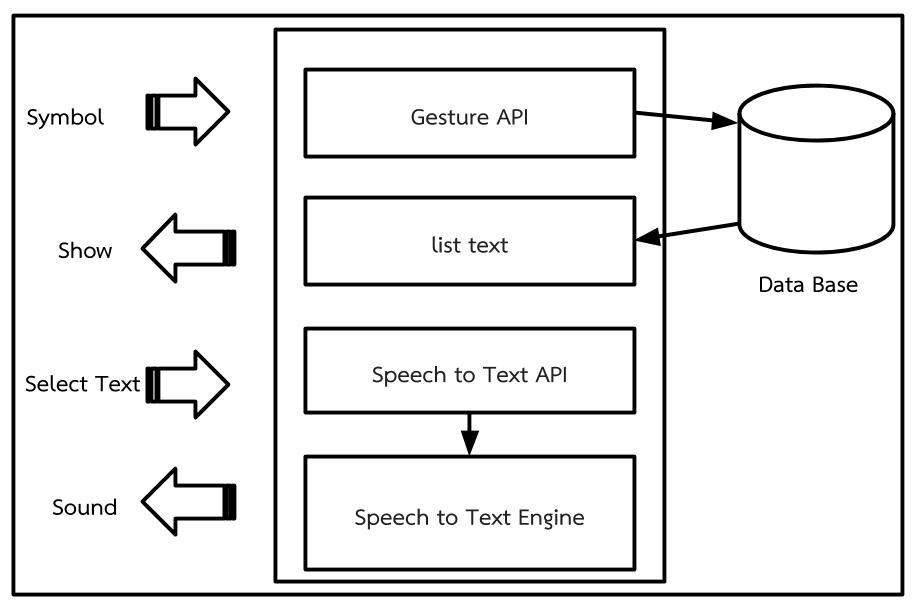 Symbol
Gesture API
Show
list text
Data Base
Select Text
Speech to Text API
Sound
Speech to Text Engine